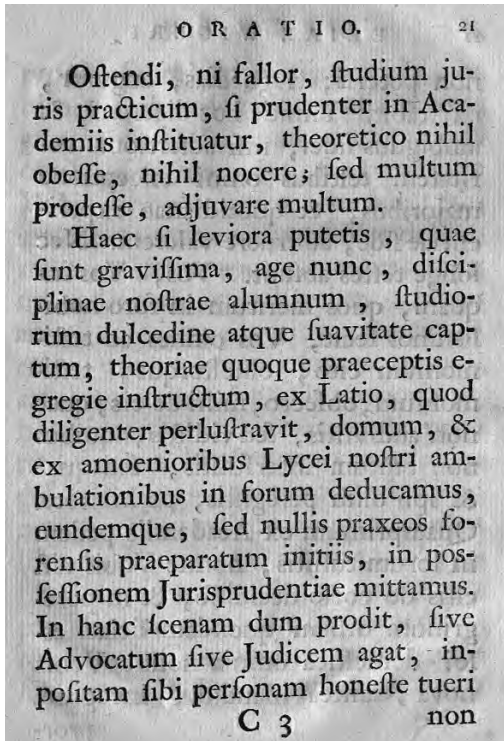 ORATIO. 21
Oſtendi, ni fallor, ſtudium ju-
ris practicum, ſi prudenter in Aca-
demiis inſtituatur, theoretico nihil
obeſſe, nihil nocere; ſed multum
prodeſſe, adjuvare multum.
Haec ſi leviora putetis, quae
ſunt graviſſima, age nunc, diſci-
plinae noſtrae alumnum, ſtudio-
rum dulcedine atque ſuavitate cap-
tum, theoriae quoque praeceptis e-
gregie inſtructum, ex Latio, quod
diligenter perluſtravit, domum, &
ex amoenioribus Lycei noſtri am-
bulationibus in forum deducamus,
eundemque, ſed nullis praxeos fo-
renſis praeparatum initiis, in pos-
ſeſſionem Jurisprudentiae mittamus.
In hanc ſcenam dum prodit, ſive
Advocatum ſive Judicem agat, in-
poſitam ſibi perſonam honeſte tueri
C 3 non